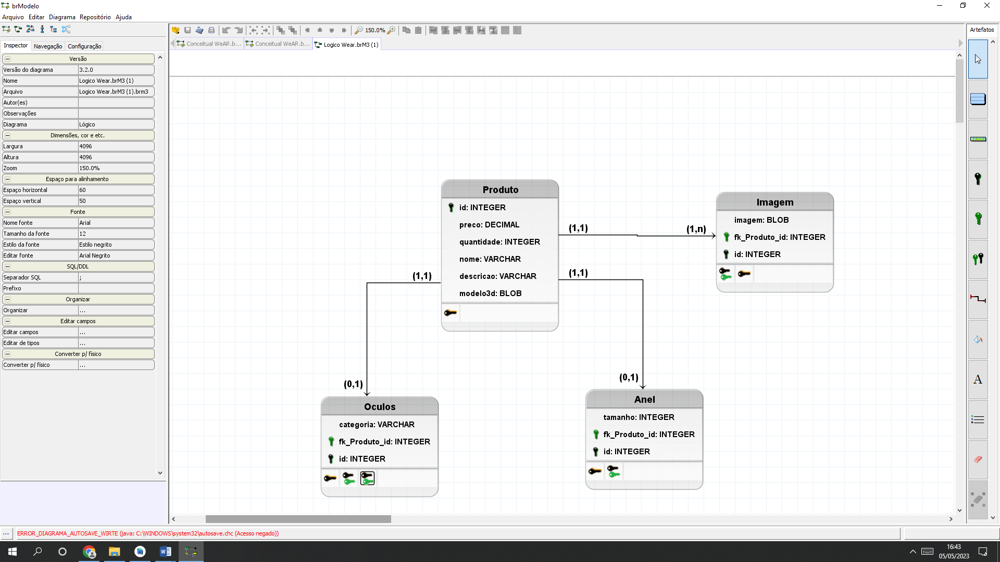 brModelo
Arquivo Editar Diagrama Repositório Ajuda
150.0%
Artefatos
Inspector Navegação Configuração
Conceitual WeAR.b... Conceitual WeAR.b... Logico Wear.brM3 (1)
Versão
Versão do diagrama 3.2.0
Nome Logico Wear.brM3 (1)
Arquivo Logico Wear.brM3 (1).brm3
Autor(es)
Observações
Diagrama Lógico
Dimensões, cor e etc.
Largura 4096
Altura 4096
Zoom 150.0%
Espaço para alinhamento
Espaço horizontal 60
Espaço vertical 50
Fonte
Nome fonte Arial
Tamanho da fonte 12
Estilo da fonte Estilo negrito
Editar fonte Arial Negrito
SQL/DDL
Separador SQL ;
Prefixo
Organizar
Organizar ...
Editar campos
Editar campos ...
Editar de tipos ...
Converter p/ físico
Converter p/ físico ...
Produto
id: INTEGER
preco: DECIMAL
quantidade: INTEGER
nome: VARCHAR
descricao: VARCHAR
modelo3d: BLOB
(1,1)
(1,n)
(1,1)
(1,1)
Imagem
imagem: BLOB
fk_Produto_id: INTEGER
id: INTEGER
(0,1)
Oculos
categoria: VARCHAR
fk_Produto_id: INTEGER
id: INTEGER
(0,1)
Anel
tamanho: INTEGER
fk_Produto_id: INTEGER
id: INTEGER
A
... ERROR_DIAGRAMA_AUTOSAVE_WIRTE (java: C:\WINDOWS\system32\autosave.chc (Acesso negado))
16:43
05/05/2023